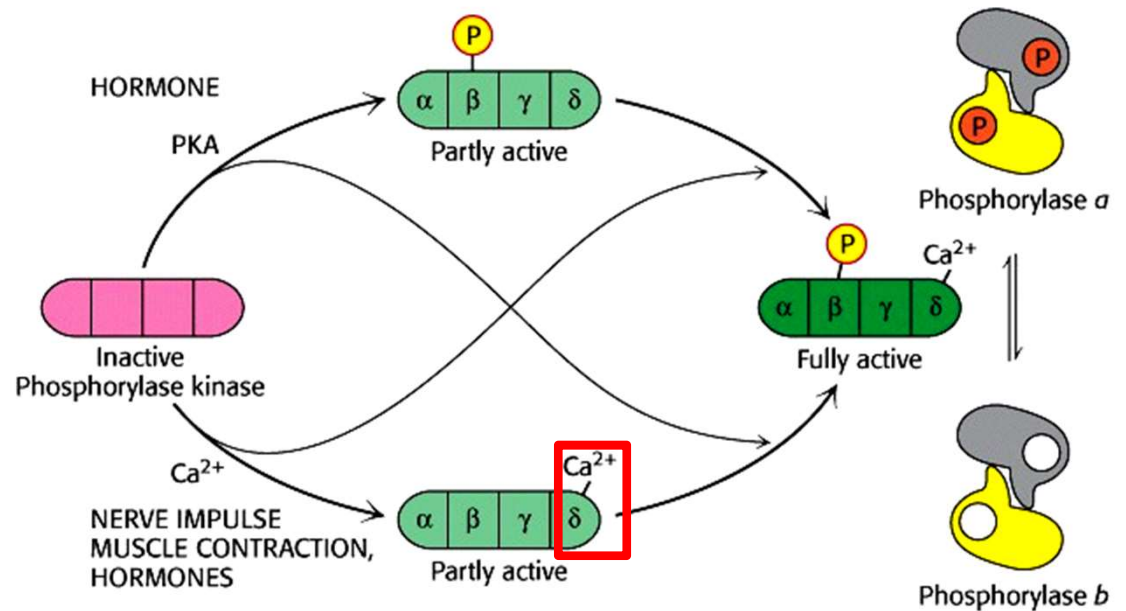 HORMONE
PKA
P
α β γ δ
Partly active
P
P
Phosphorylase a
Inactive
Phosphorylase kinase
P
Ca²⁺
α β γ δ
Fully active
Ca²⁺
NERVE IMPULSE
MUSCLE CONTRACTION,
HORMONES
Ca²⁺
α β γ δ
Partly active
Phosphorylase b